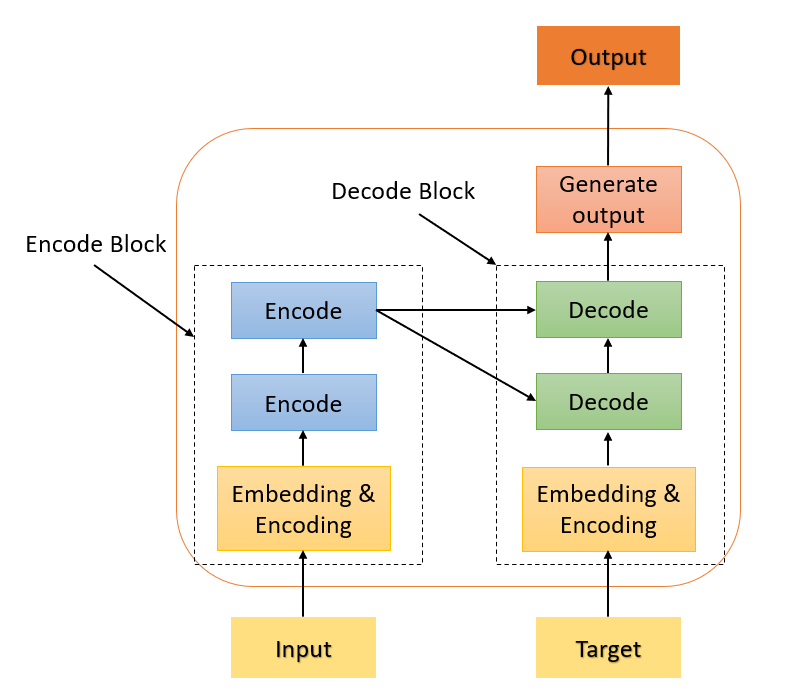 Output
Generate
output
Decode Block
Encode Block
Encode
Decode
Encode
Decode
Embedding &
Encoding
Embedding &
Encoding
Input
Target